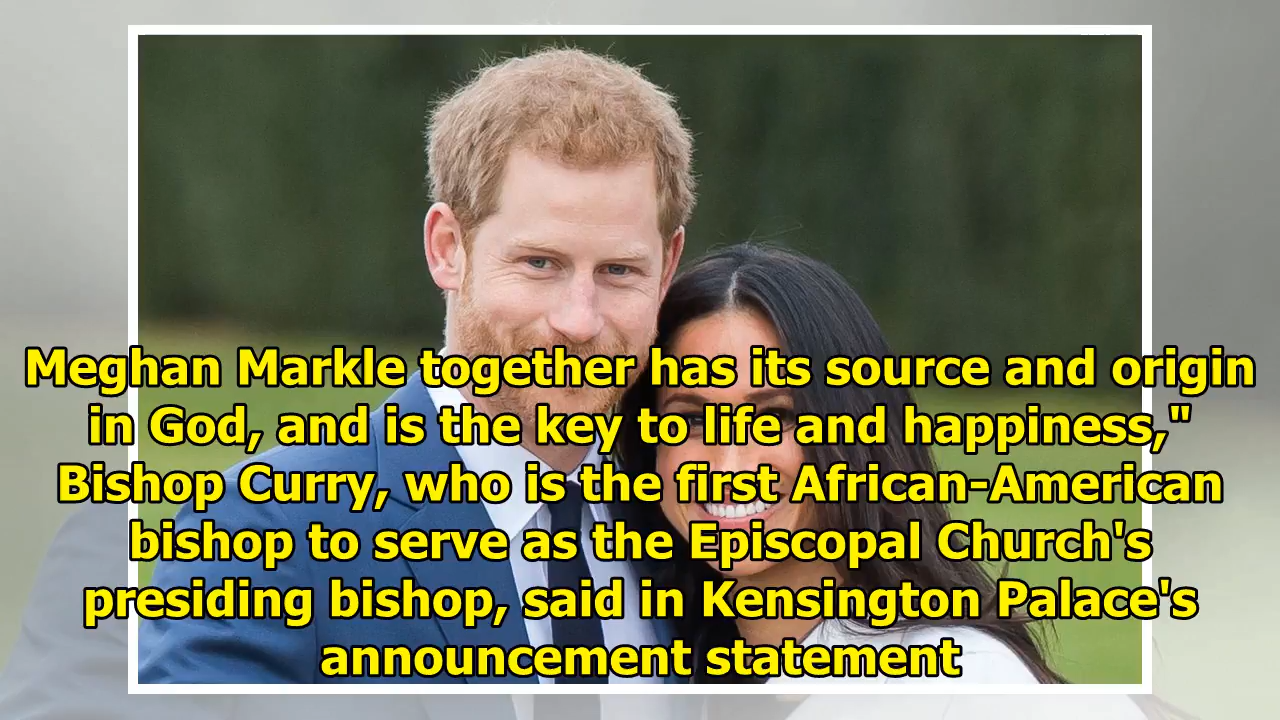 Meghan Markle together has its source and origin
in God, and is the key to life and happiness,"
Bishop Curry, who is the first African-American
bishop to serve as the Episcopal Church's
presiding bishop, said in Kensington Palace's
announcement statement